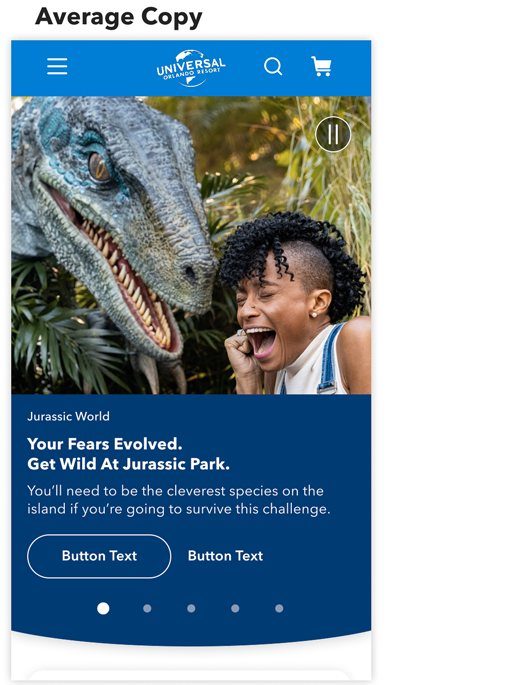 Average Copy
UNIVERSAL
ORLANDO RESORT
Jurassic World
Your Fears Evolved.
Get Wild At Jurassic Park.
You’ll need to be the cleverest species on the
island if you’re going to survive this challenge.
Button Text
Button Text